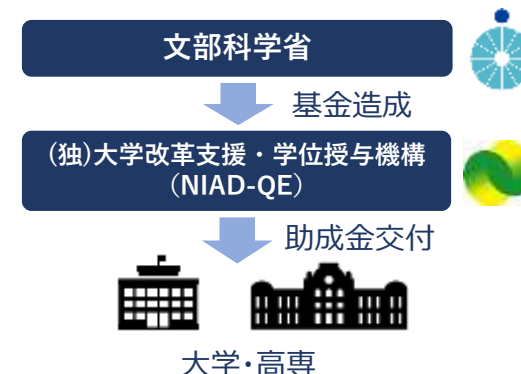 文部科学省
基金造成
(独)大学改革支援・学位授与機構
(NIAD-QE)
助成金交付
大学・高専